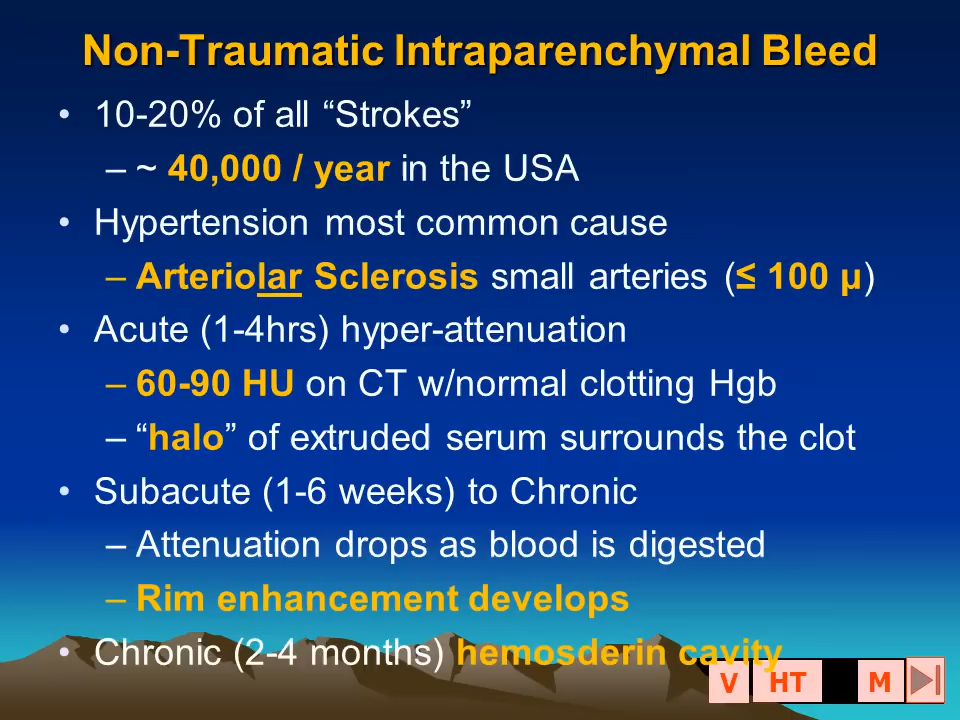 Non-Traumatic Intraparenchymal Bleed
• 10-20% of all “Strokes”
– ~ 40,000 / year in the USA
• Hypertension most common cause
– Arteriolar Sclerosis small arteries (≤ 100 μ)
• Acute (1-4hrs) hyper-attenuation
– 60-90 HU on CT w/normal clotting Hgb
– “halo” of extruded serum surrounds the clot
• Subacute (1-6 weeks) to Chronic
– Attenuation drops as blood is digested
– Rim enhancement develops
• Chronic (2-4 months) hemosderin cavity
V HT M